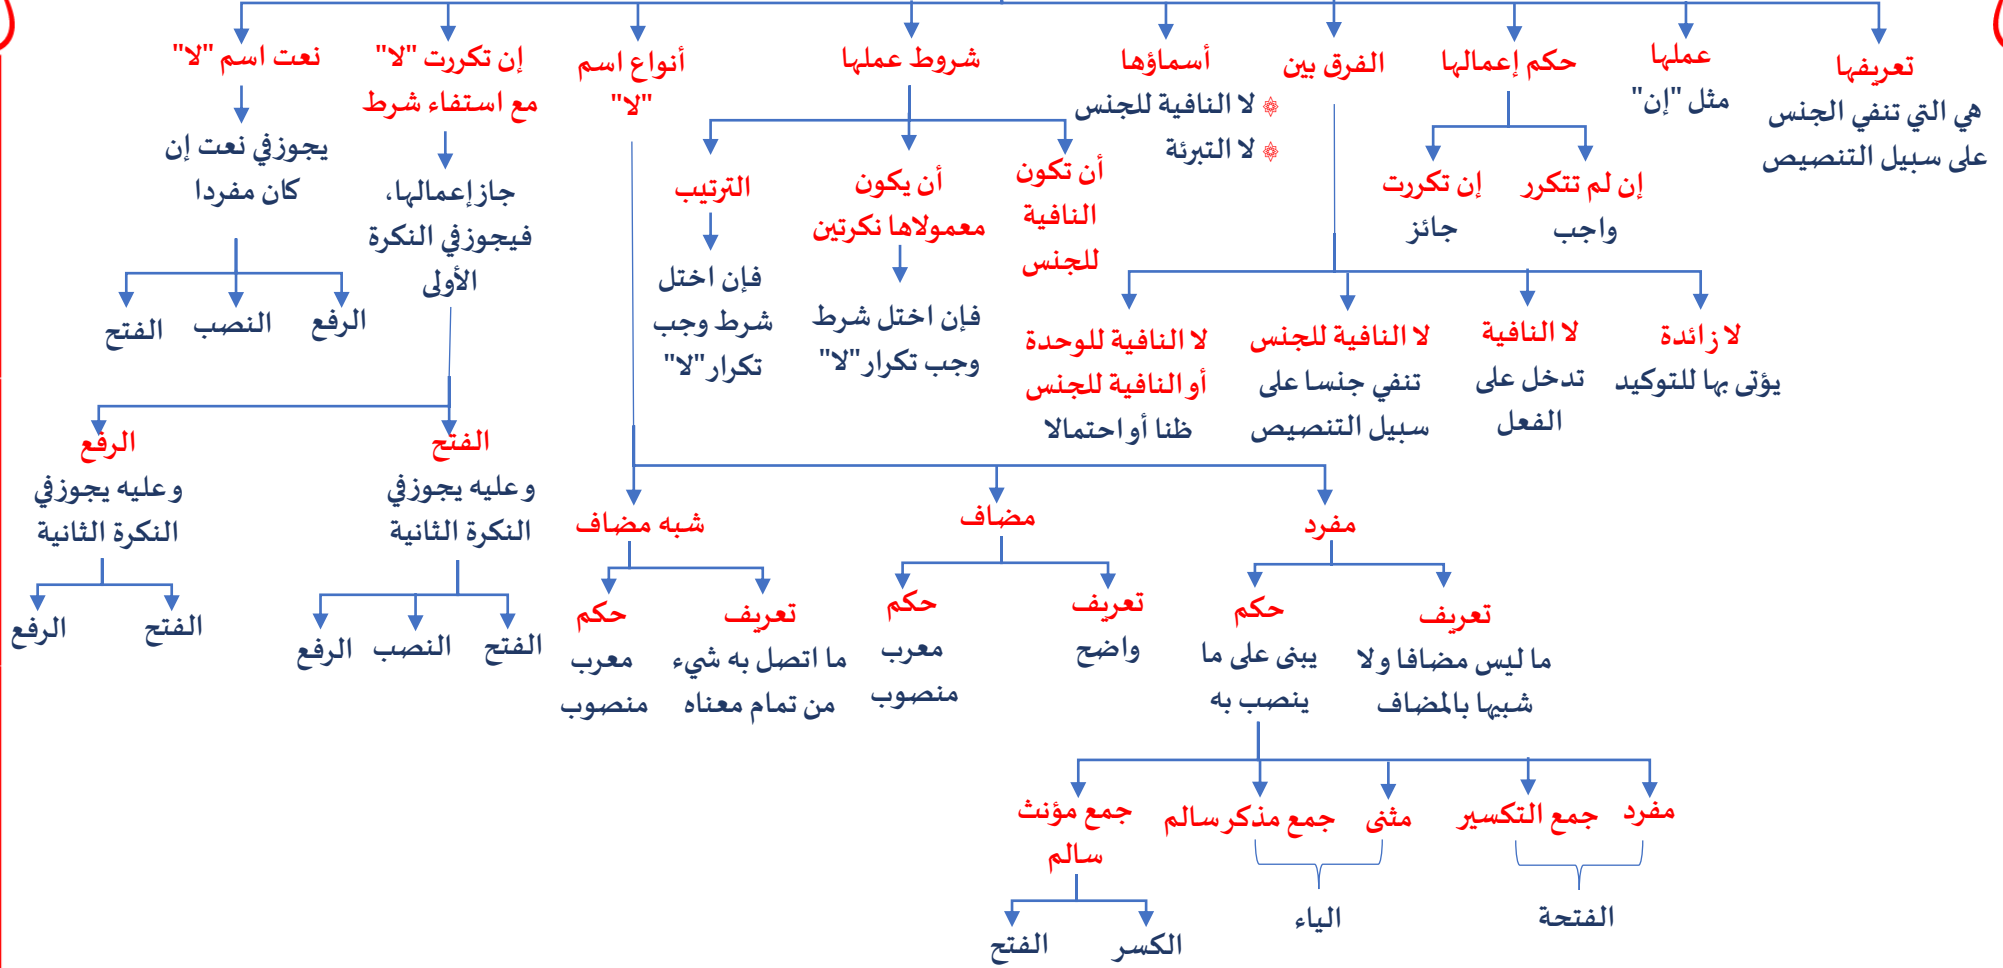 تعريفها
هي التي تنفي الجنس
على سبيل التنصيص
عملها
مثل "إن"
حكم إعمالها
إن لم تتكرر
واجب
إن تكررت
جائز
الفرق بين
لا زائدة
يؤتى بها للتوكيد
لا النافية
تدخل على
الفعل
لا النافية للجنس
تنفي جنسا على
سبيل التنصيص
لا النافية للوحدة
أو النافية للجنس
ظنا أو احتمالا
أسماؤها
لا النافية للجنس
لا التبرئة
شروط عملها
أن تكون
النافية
للجنس
أن يكون
معمولاها نكرتين
فإن اختل شرط
وجب تكرار "لا"
الترتيب
فإن اختل
شرط وجب
تكرار "لا"
أنواع اسم
"لا"
مفرد
تعريف
ما ليس مضافا ولا
شبيها بالمضاف
حكم
يبنى على ما
ينصب به
مفرد
جمع التكسير
الفتحة
مثنى
جمع مذكر سالم
الياء
جمع مؤنث
سالم
الكسر
الفتح
مضاف
تعريف
واضح
حكم
معرب
منصوب
شبه مضاف
تعريف
ما اتصل به شيء
من تمام معناه
حكم
معرب
منصوب
إن تكررت "لا"
مع استفاء شرط
جاز إعمالها،
فيجوز في النكرة
الأولى
الفتح
وعليه يجوز في
النكرة الثانية
الفتح
النصب
الرفع
الرفع
وعليه يجوز في
النكرة الثانية
الفتح
الرفع
نعت اسم "لا"
يجوز في نعت إن
كان مفردا
الرفع
النصب
الفتح